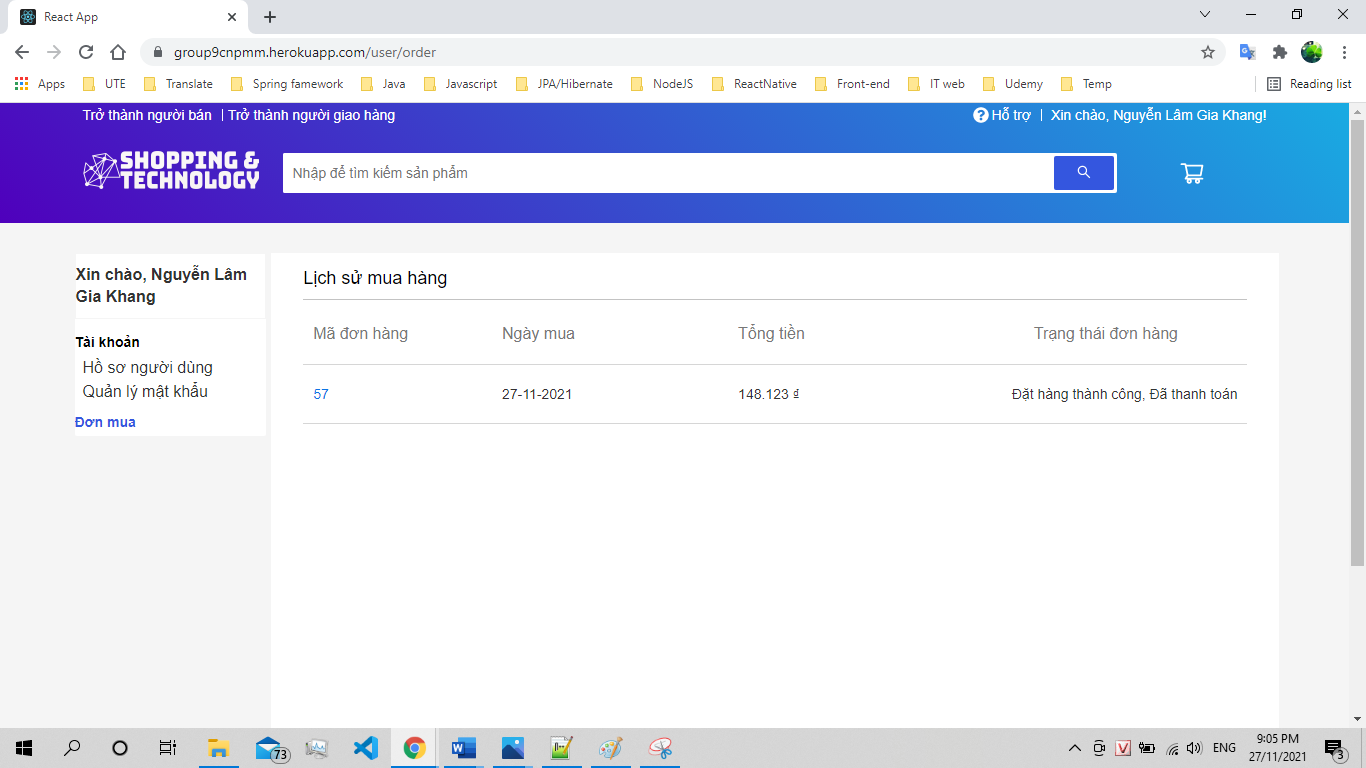 React App
group9cnpmm.herokuapp.com/user/order
Apps UTE Translate Spring famework Java Javascript JPA/Hibernate NodeJS ReactNative Front-end IT web Udemy Temp Reading list
Trở thành người bán | Trở thành người giao hàng Hỗ trợ | Xin chào, Nguyễn Lâm Gia Khang!
SHOPPING &
TECHNOLOGY
Nhập để tìm kiếm sản phẩm
Xin chào, Nguyễn Lâm
Gia Khang
Tài khoản
Hồ sơ người dùng
Quản lý mật khẩu
Đơn mua
Lịch sử mua hàng
Mã đơn hàng Ngày mua Tổng tiền Trạng thái đơn hàng
57 27-11-2021 148.123 ₫ Đặt hàng thành công, Đã thanh toán
73
ENG
9:05 PM
27/11/2021
3